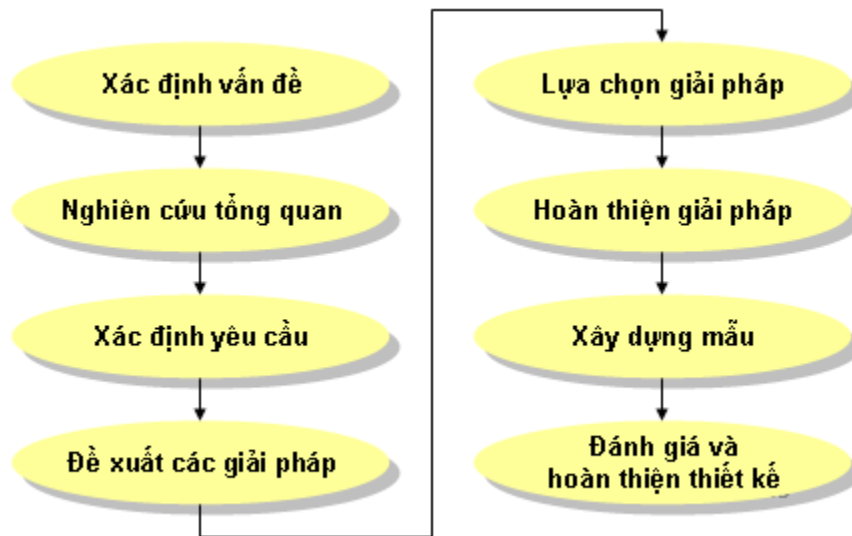 Xác định vấn đề
Nghiên cứu tổng quan
Xác định yêu cầu
Đề xuất các giải pháp
Lựa chọn giải pháp
Hoàn thiện giải pháp
Xây dựng mẫu
Đánh giá và
hoàn thiện thiết kế